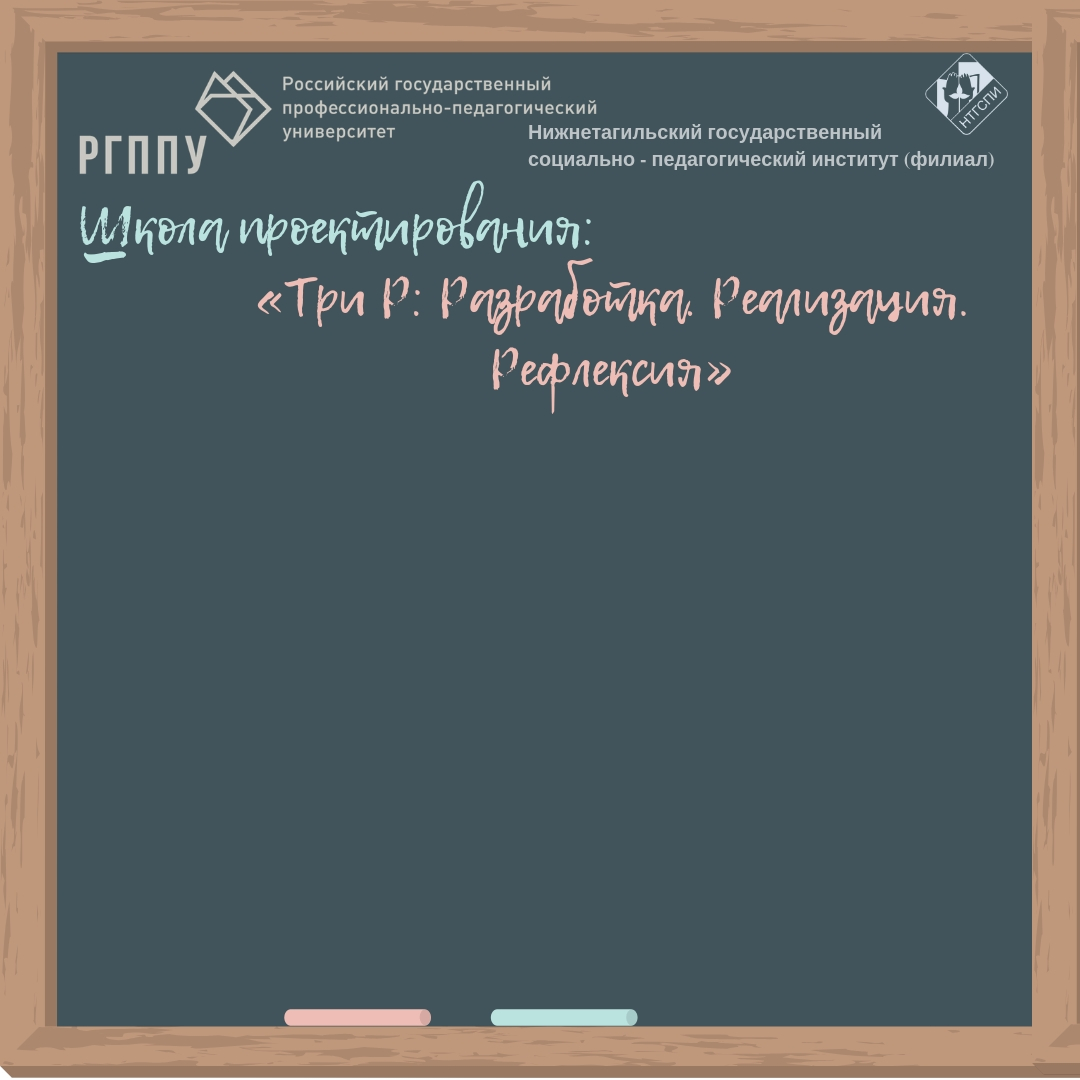 РГППУ
Российский государственный
профессионально-педагогический
университет
НТГСПИ
Нижнетагильский государственный
социально - педагогический институт (филиал)
Школа проектирования:
«Три Р: Разработка. Реализация.
Рефлексия»